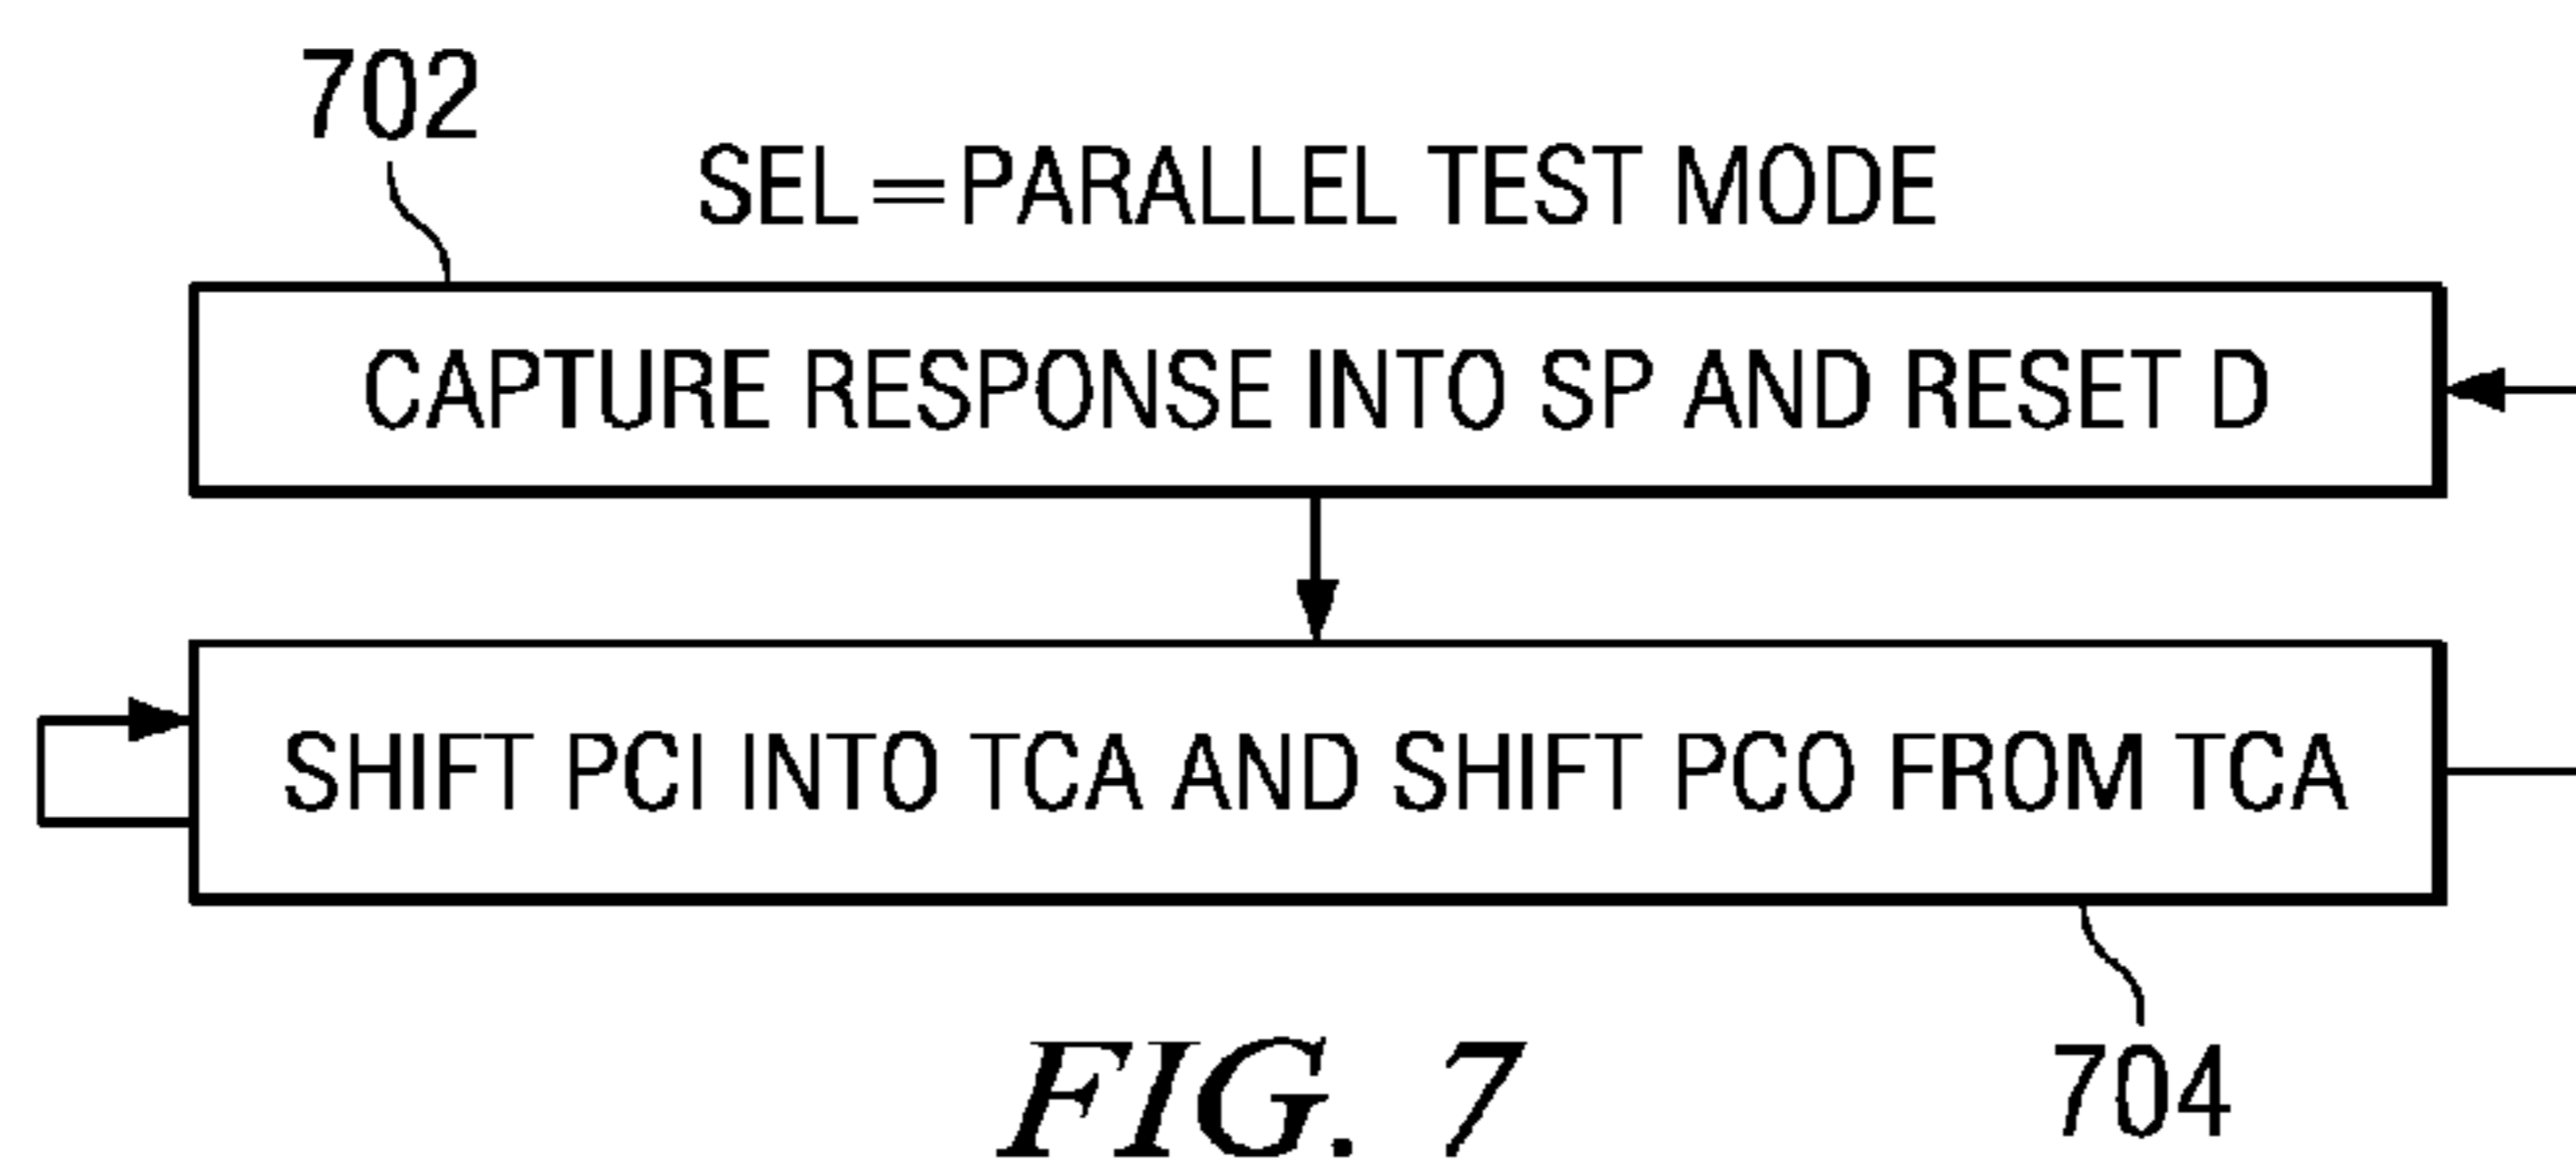 702
SEL=PARALLEL TEST MODE
CAPTURE RESPONSE INTO SP AND RESET D
SHIFT PCI INTO TCA AND SHIFT PCO FROM TCA
704
FIG. 7